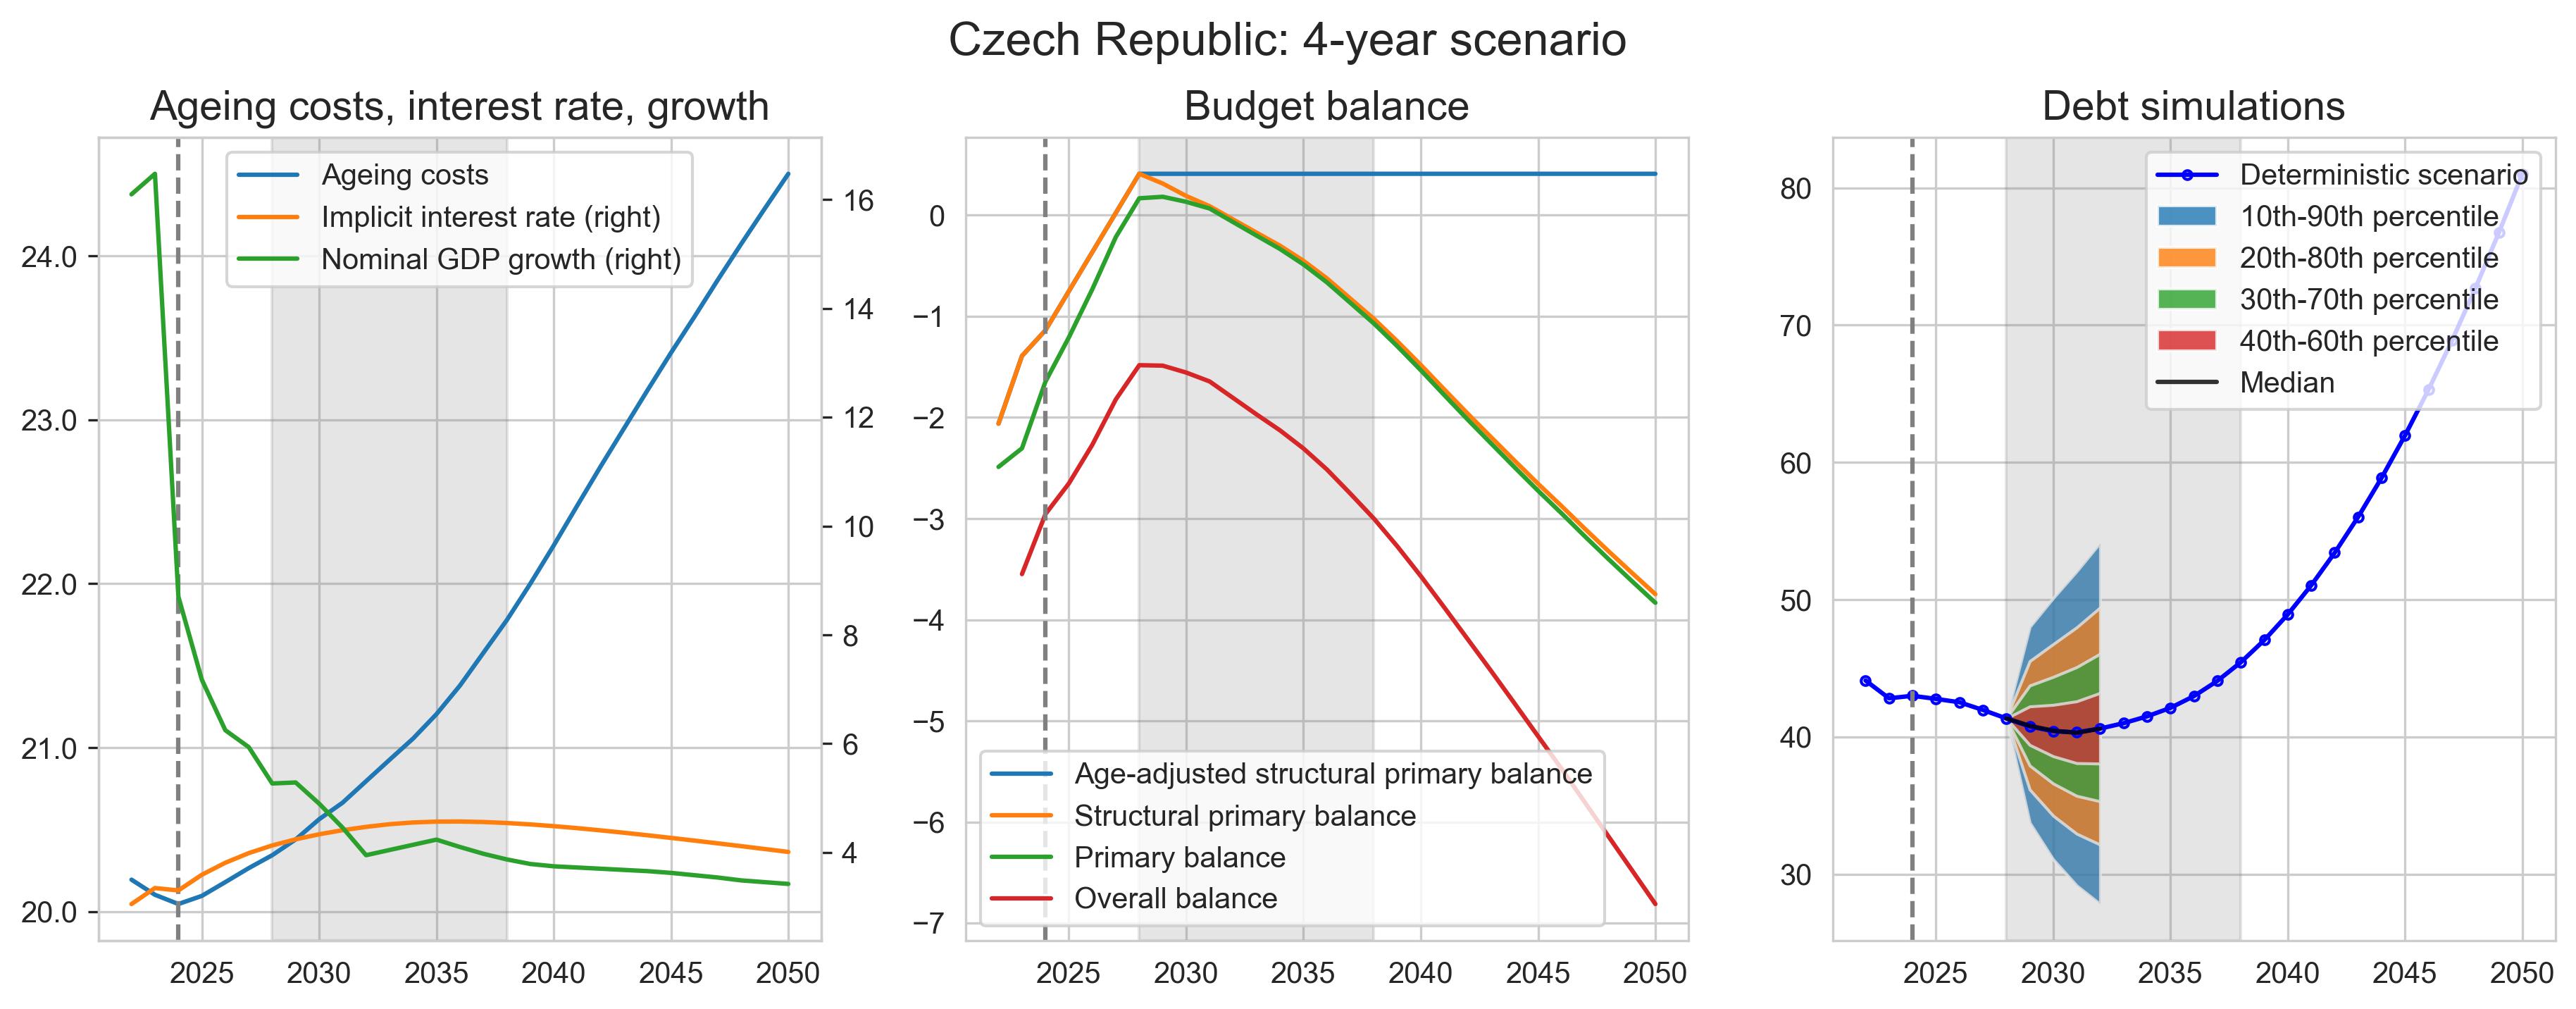 Czech Republic: 4-year scenario
Ageing costs, interest rate, growth
Ageing costs
Implicit interest rate (right)
Nominal GDP growth (right)
24.0
23.0
22.0
21.0
20.0
16
14
12
10
8
6
4
2025 2030 2035 2040 2045 2050
Budget balance
0
−1
−2
−3
−4
−5
−6
−7
Age-adjusted structural primary balance
Structural primary balance
Primary balance
Overall balance
2025 2030 2035 2040 2045 2050
Debt simulations
Deterministic scenario
10th-90th percentile
20th-80th percentile
30th-70th percentile
40th-60th percentile
Median
80
70
60
50
40
30
2025 2030 2035 2040 2045 2050